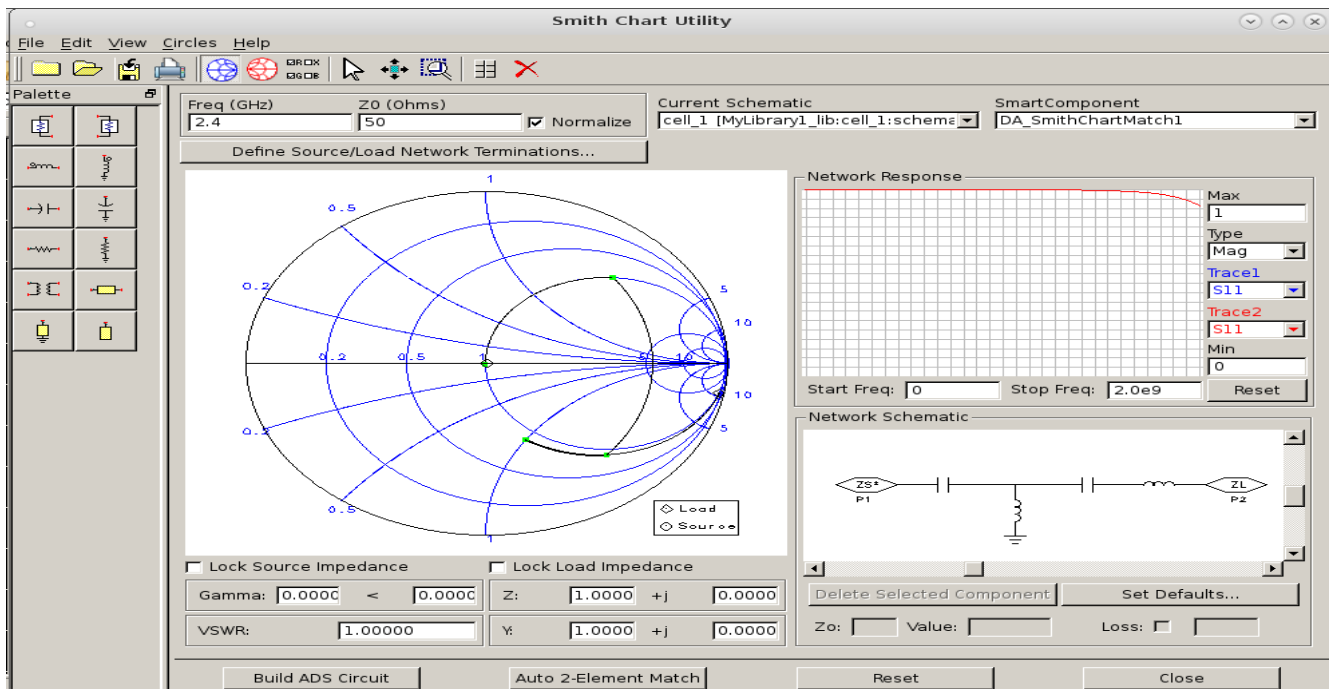 Smith Chart Utility
File Edit View Circles Help
Palette
Freq (GHz)
Z0 (Ohms)
2.4
50
Normalize
Current Schematic
cell_1 [MyLibrary1_lib:cell_1:schema
SmartComponent
DA_SmithChartMatch1
Define Source/Load Network Terminations...
1
0.5
0.2
5
10
0.2 0.5 1 5 10
10
0.2
5
0.5
1
Load
Source
Network Response
Max
1
Type
Mag
Trace1
S11
Trace2
S11
Min
0
Start Freq: 0 Stop Freq: 2.0e9 Reset
Network Schematic
ZS*
P1
ZL
P2
Delete Selected Component Set Defaults...
Zo: Value: Loss:
Lock Source Impedance Lock Load Impedance
Gamma: 0.0000 < 0.0000 Z: 1.0000 +j 0.0000
VSWR: 1.00000 Y: 1.0000 +j 0.0000
Build ADS Circuit Auto 2-Element Match Reset Close